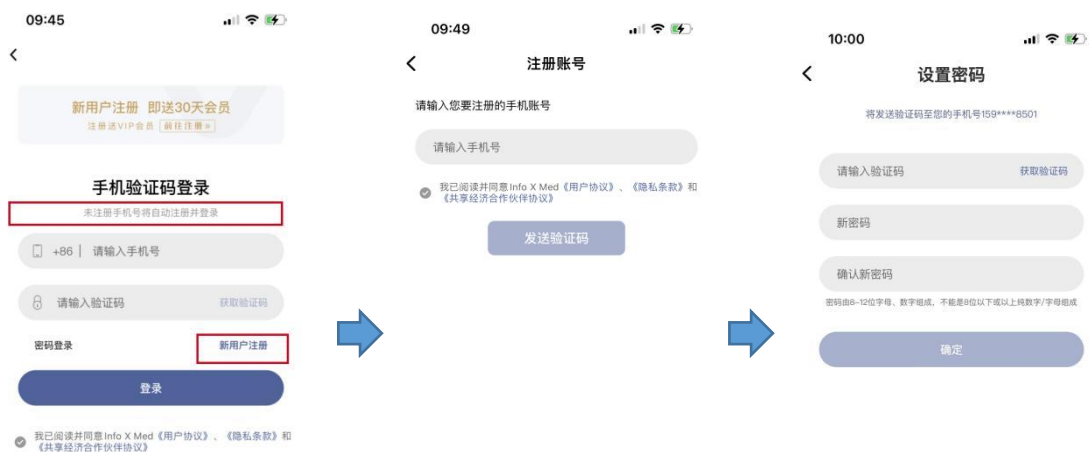 09:45
新用户注册 即送30天会员
注册送VIP会员 前往注册»
手机验证码登录
未注册手机号将自动注册并登录
+86 | 请输入手机号
请输入验证码 获取验证码
密码登录 新用户注册
登录
我已阅读并同意Info X Med《用户协议》、《隐私条款》和
《共享经济合作伙伴协议》
09:49
注册账号
请输入您要注册的手机账号
请输入手机号
我已阅读并同意Info X Med《用户协议》、《隐私条款》和
《共享经济合作伙伴协议》
发送验证码
10:00
设置密码
将发送验证码至您的手机号159****8501
请输入验证码 获取验证码
新密码
确认新密码
密码由8-12位字母、数字组成，不能是8位以下或以上纯数字/字母组成
确定